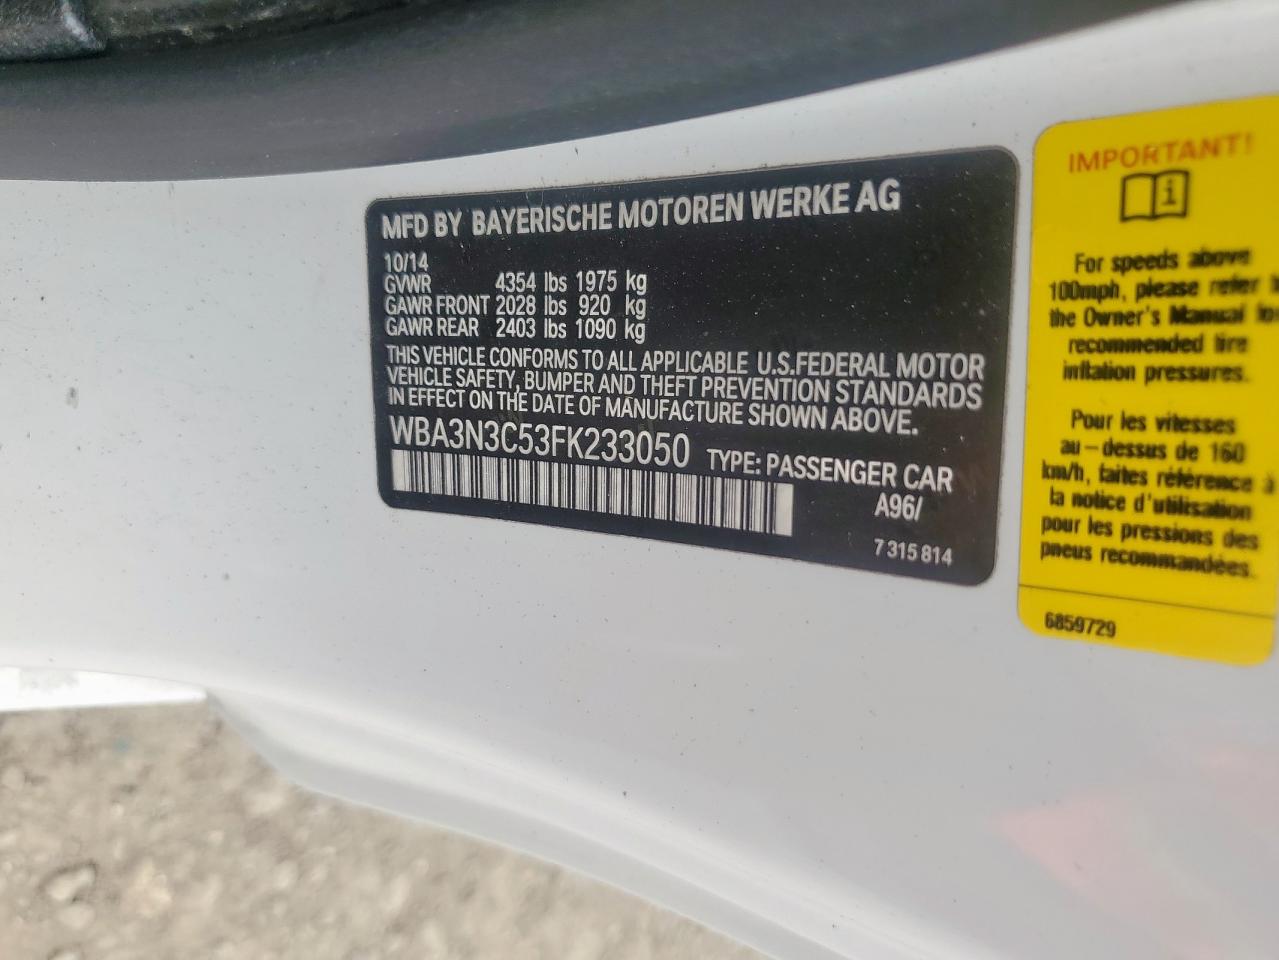 MFD BY BAYERISCHE MOTOREN WERKE AG
10/14
GVWR 4354 lbs 1975 kg
GAWR FRONT 2028 lbs 920 kg
GAWR REAR 2403 lbs 1090 kg
THIS VEHICLE CONFORMS TO ALL APPLICABLE U.S.FEDERAL MOTOR
VEHICLE SAFETY, BUMPER AND THEFT PREVENTION STANDARDS
IN EFFECT ON THE DATE OF MANUFACTURE SHOWN ABOVE.
WBA3N3C53FK233050 TYPE: PASSENGER CAR
A96/
7 315 814
IMPORTANT!
i
For speeds above
100mph, please refer
the Owner's Manual
recommended tire
inflation pressures.
Pour les vitesses
au-dessus de 160
km/h, faites référence à
la notice d'utilisation
pour les pressions des
pneus recommandées.
6859729